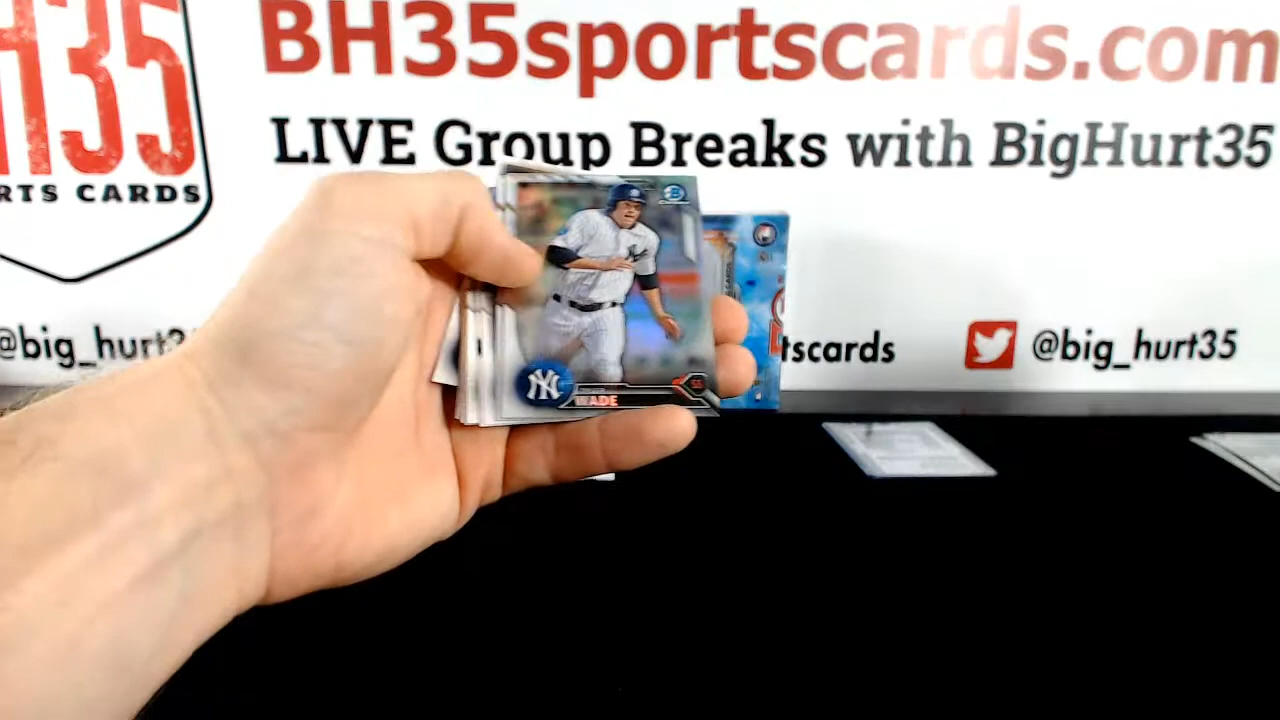 BH35sportscards.com
H35
RTS CARDS
LIVE Group Breaks with BigHurt35
@big_hurt3
tscards
@big_hurt35
NY
WADE